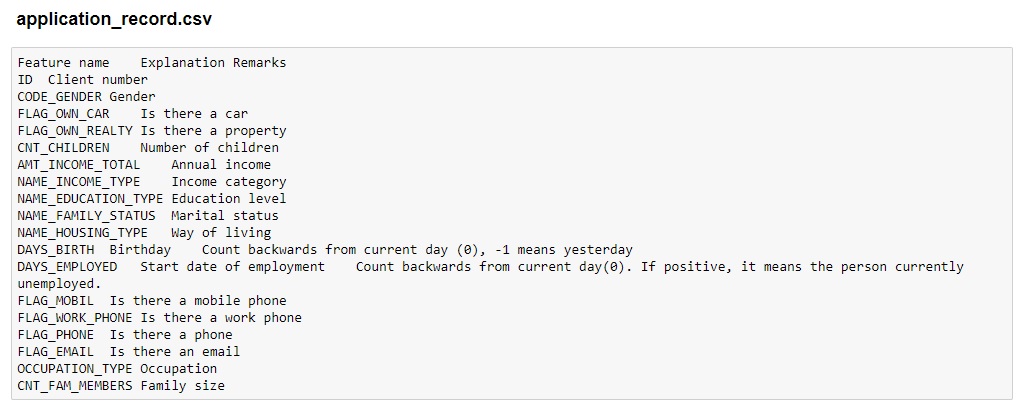 application_record.csv
Feature name    Explanation Remarks
ID  Client number
CODE_GENDER Gender
FLAG_OWN_CAR    Is there a car
FLAG_OWN_REALTY Is there a property
CNT_CHILDREN    Number of children
AMT_INCOME_TOTAL    Annual income
NAME_INCOME_TYPE    Income category
NAME_EDUCATION_TYPE Education level
NAME_FAMILY_STATUS  Marital status
NAME_HOUSING_TYPE   Way of living
DAYS_BIRTH  Birthday    Count backwards from current day (0), -1 means yesterday
DAYS_EMPLOYED   Start date of employment    Count backwards from current day(0). If positive, it means the person currently
unemployed.
FLAG_MOBIL  Is there a mobile phone
FLAG_WORK_PHONE Is there a work phone
FLAG_PHONE  Is there a phone
FLAG_EMAIL  Is there an email
OCCUPATION_TYPE Occupation
CNT_FAM_MEMBERS Family size